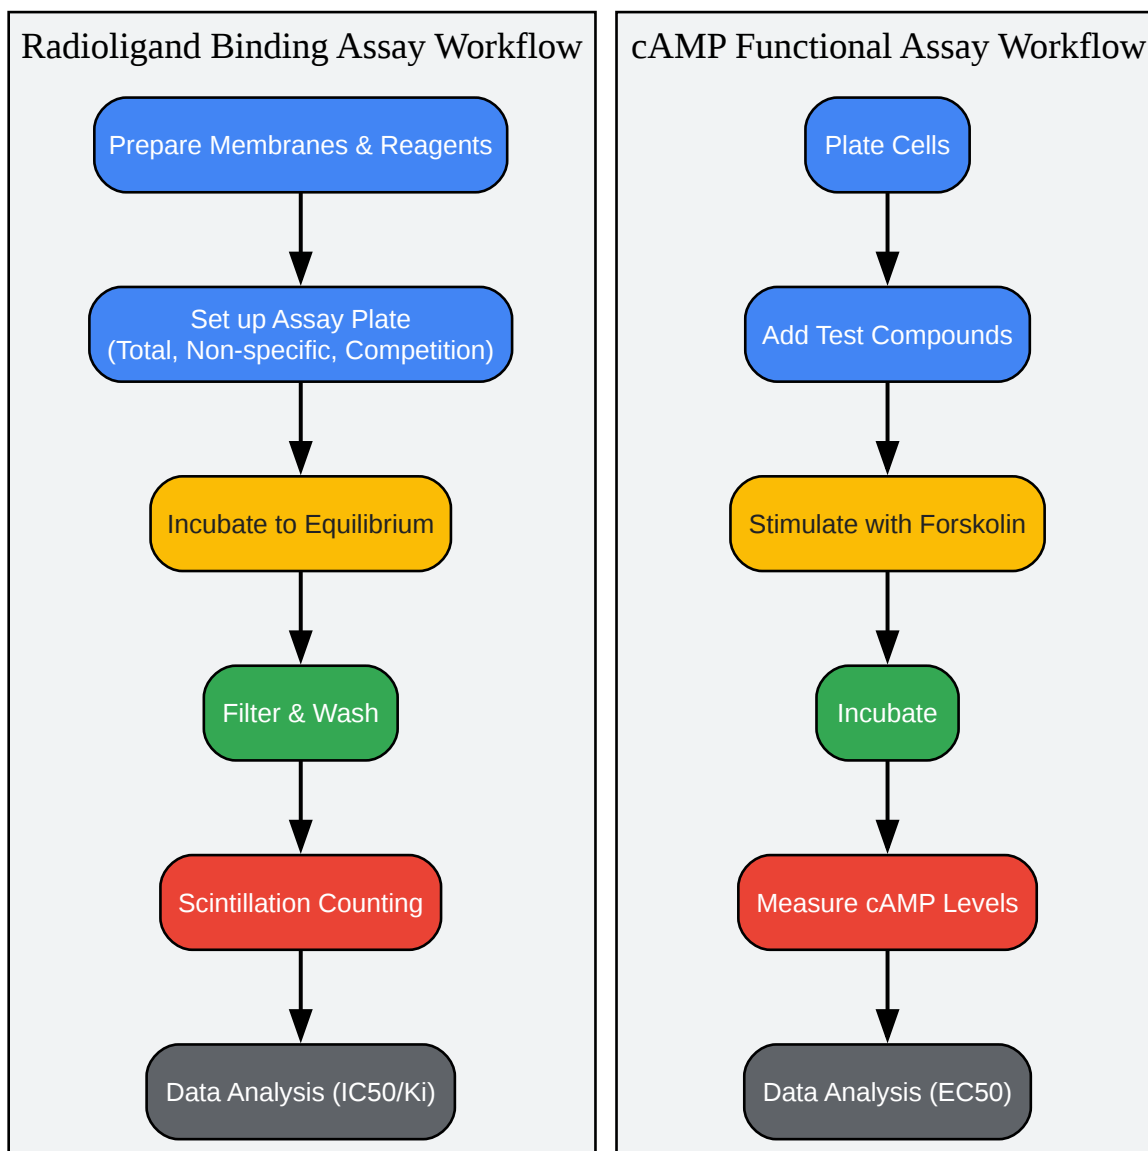 Radioligand Binding Assay Workflow
Prepare Membranes & Reagents
Set up Assay Plate
(Total, Non-specific, Competition)
Incubate to Equilibrium
Filter & Wash
Scintillation Counting
Data Analysis (IC50/Ki)
cAMP Functional Assay Workflow
Plate Cells
Add Test Compounds
Stimulate with Forskolin
Incubate
Measure cAMP Levels
Data Analysis (EC50)